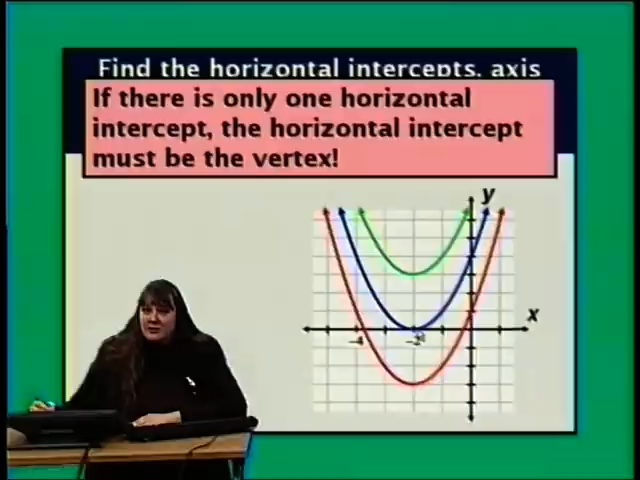 Find the horizontal intercepts, axis
If there is only one horizontal
intercept, the horizontal intercept
must be the vertex!
y
x
-4
-2